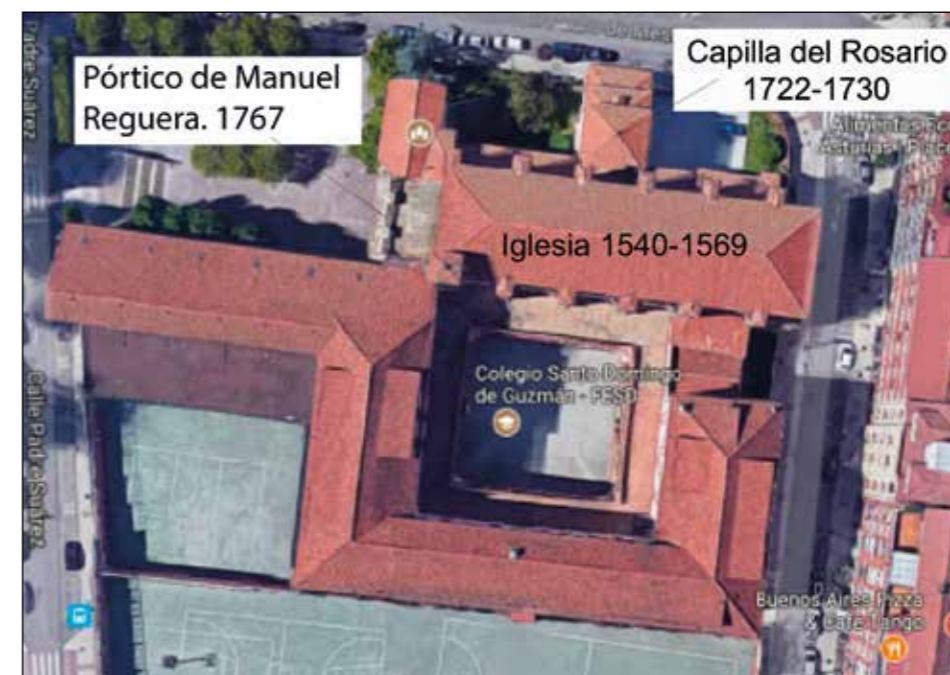 Padre Suárez
Pórtico de Manuel
Reguera. 1767
Capilla del Rosario
1722-1730
Iglesia 1540-1569
Colegio Santo Domingo
de Guzmán - FESD
Calle Padre Suárez
Buenos Aires Pizza
& Café Tango